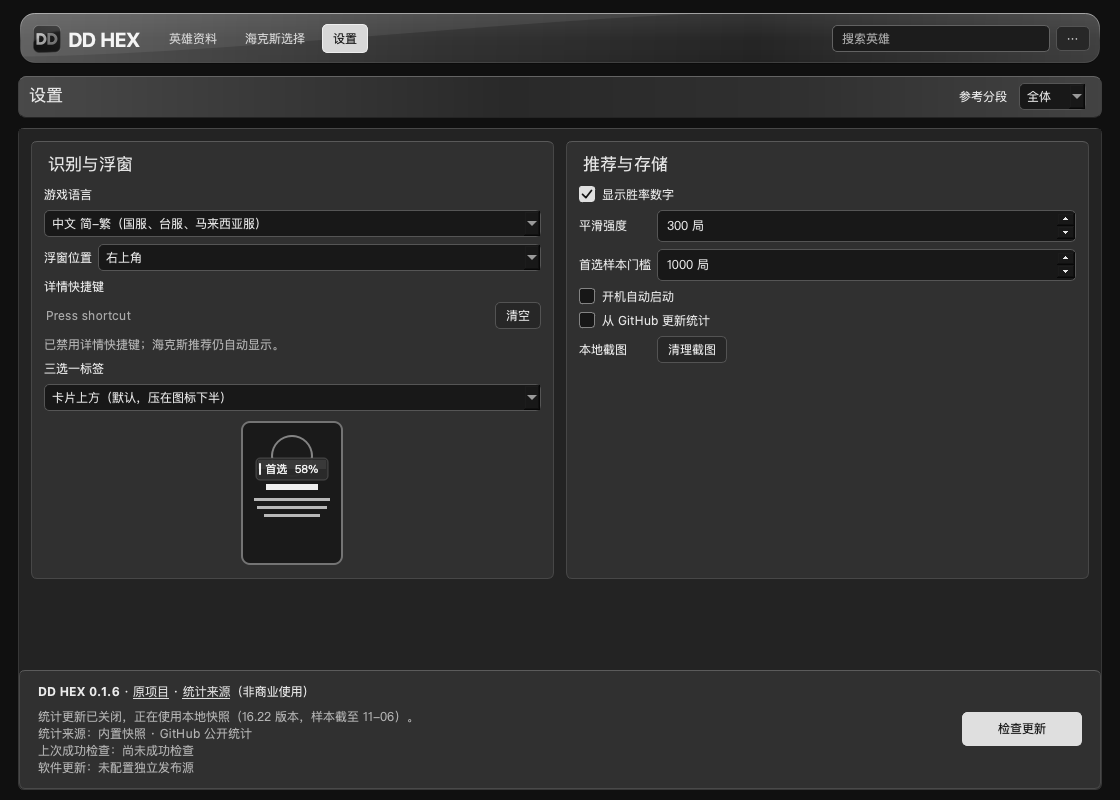 DD DD HEX 英雄资料 海克斯选择 设置 搜索英雄 ...
设置 参考分段 全体
识别与浮窗
游戏语言
中文 简-繁（国服、台服、马来西亚服）
浮窗位置 右上角
详情快捷键
Press shortcut 清空
已禁用详情快捷键；海克斯推荐仍自动显示。
三选一标签
卡片上方（默认，压在图标下半）
首选 58%
推荐与存储
显示胜率数字
平滑强度 300 局
首选样本门槛 1000 局
开机自动启动
从 GitHub 更新统计
本地截图 清理截图
DD HEX 0.1.6 · 原项目 · 统计来源（非商业使用）
统计更新已关闭，正在使用本地快照（16.22 版本，样本截至 11-06）。
统计来源：内置快照 · GitHub 公开统计
上次成功检查：尚未成功检查
软件更新：未配置独立发布源
检查更新